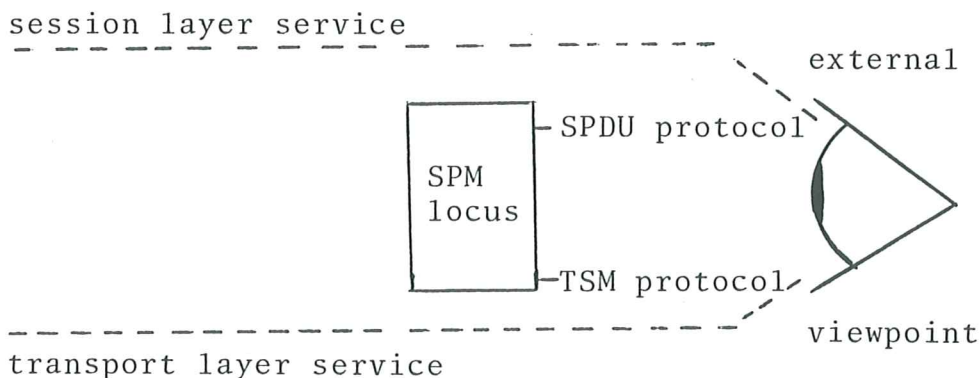 session layer service
external
SPDU protocol
SPM
locus
TSM protocol
viewpoint
transport layer service